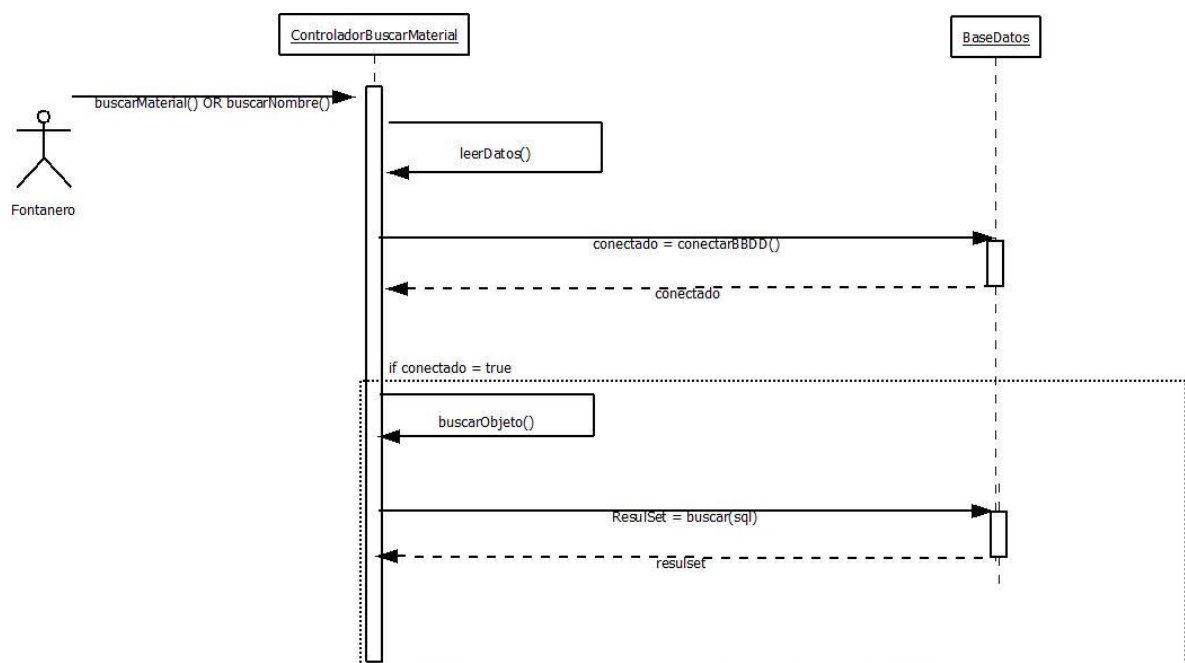 ControladorBuscarMaterial
BaseDatos
buscarMaterial() OR buscarNombre()
leerDatos()
Fontanero
conectado = conectarBBDD()
conectado
if conectado = true
buscarObjeto()
ResulSet = buscar(sql)
resulset